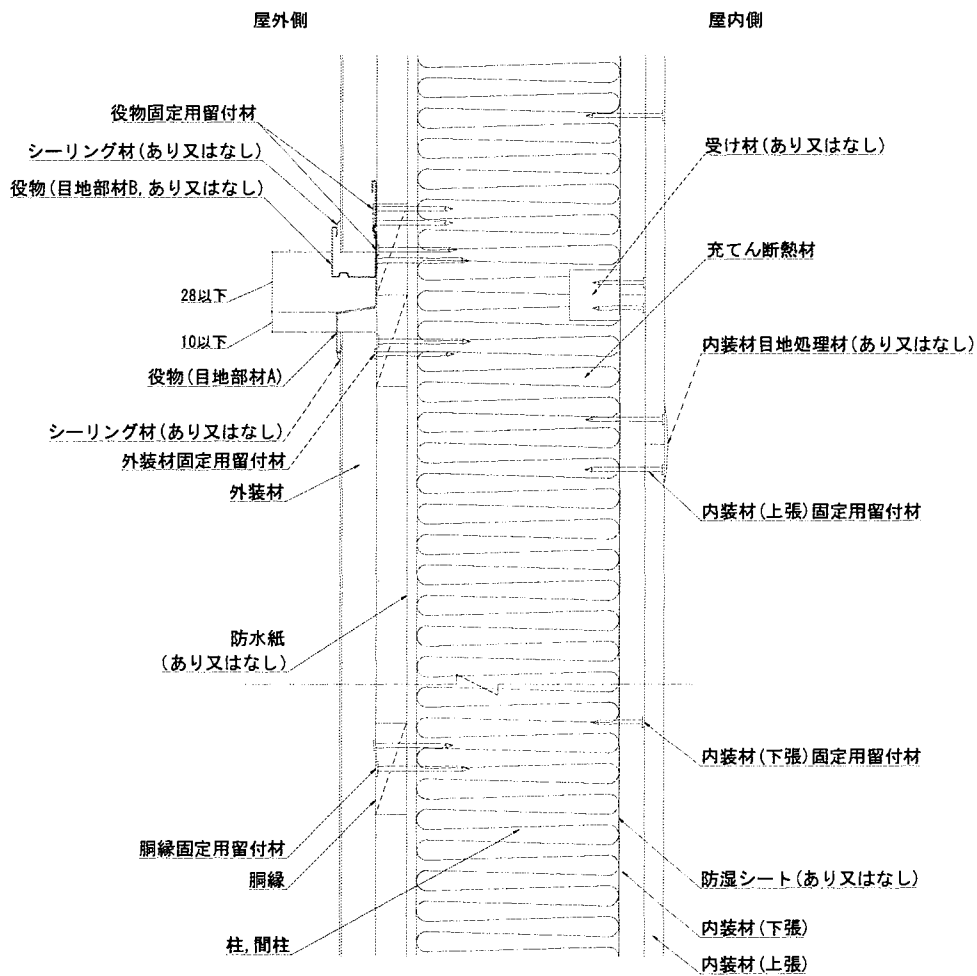 屋外側
屋内側
役物固定用留付材
シーリング材(あり又はなし)
役物(目地部材B,あり又はなし)
28以下
10以下
役物(目地部材A)
シーリング材(あり又はなし)
外装材固定用留付材
外装材
防水紙
(あり又はなし)
胴縁固定用留付材
胴縁
柱,間柱
受け材(あり又はなし)
充てん断熱材
内装材目地処理材(あり又はなし)
内装材(上張)固定用留付材
内装材(下張)固定用留付材
防湿シート(あり又はなし)
内装材(下張)
内装材(上張)